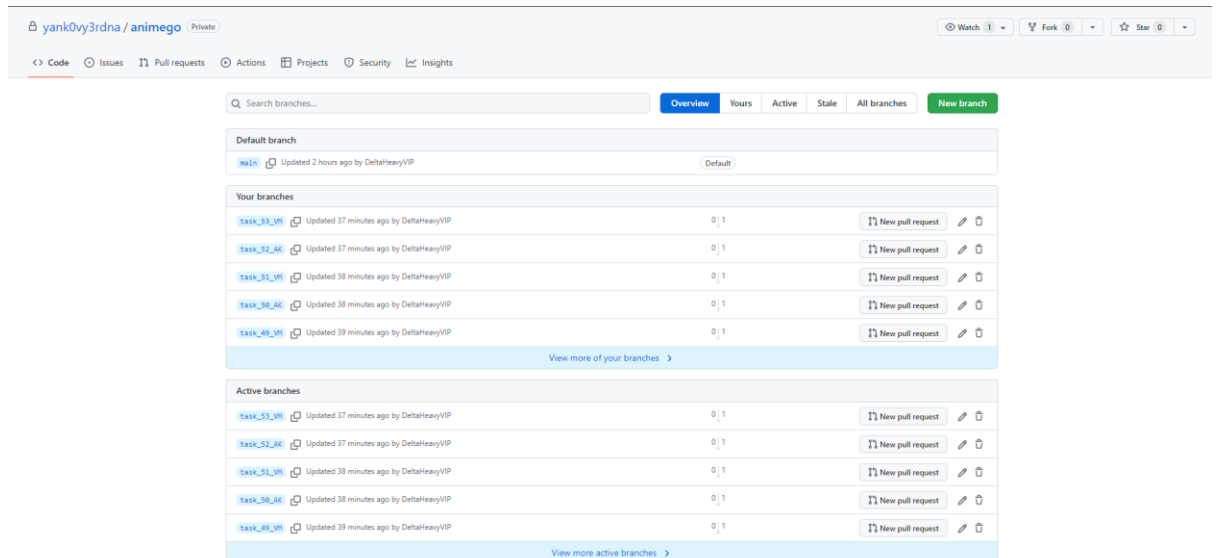 yank0vy3rdna / animego Private Watch 1 Fork 0 Star 0
Code Issues Pull requests Actions Projects Security Insights
Search branches... Overview Yours Active Stale All branches New branch
Default branch
main Updated 2 hours ago by DeltaHeavyVIP Default
Your branches
task_53_VM Updated 37 minutes ago by DeltaHeavyVIP 0 1 New pull request
task_52_AK Updated 37 minutes ago by DeltaHeavyVIP 0 1 New pull request
task_51_VM Updated 38 minutes ago by DeltaHeavyVIP 0 1 New pull request
task_50_AK Updated 38 minutes ago by DeltaHeavyVIP 0 1 New pull request
task_49_VM Updated 39 minutes ago by DeltaHeavyVIP 0 1 New pull request
View more of your branches
Active branches
task_53_VM Updated 37 minutes ago by DeltaHeavyVIP 0 1 New pull request
task_52_AK Updated 37 minutes ago by DeltaHeavyVIP 0 1 New pull request
task_51_VM Updated 38 minutes ago by DeltaHeavyVIP 0 1 New pull request
task_50_AK Updated 38 minutes ago by DeltaHeavyVIP 0 1 New pull request
task_49_VM Updated 39 minutes ago by DeltaHeavyVIP 0 1 New pull request
View more active branches